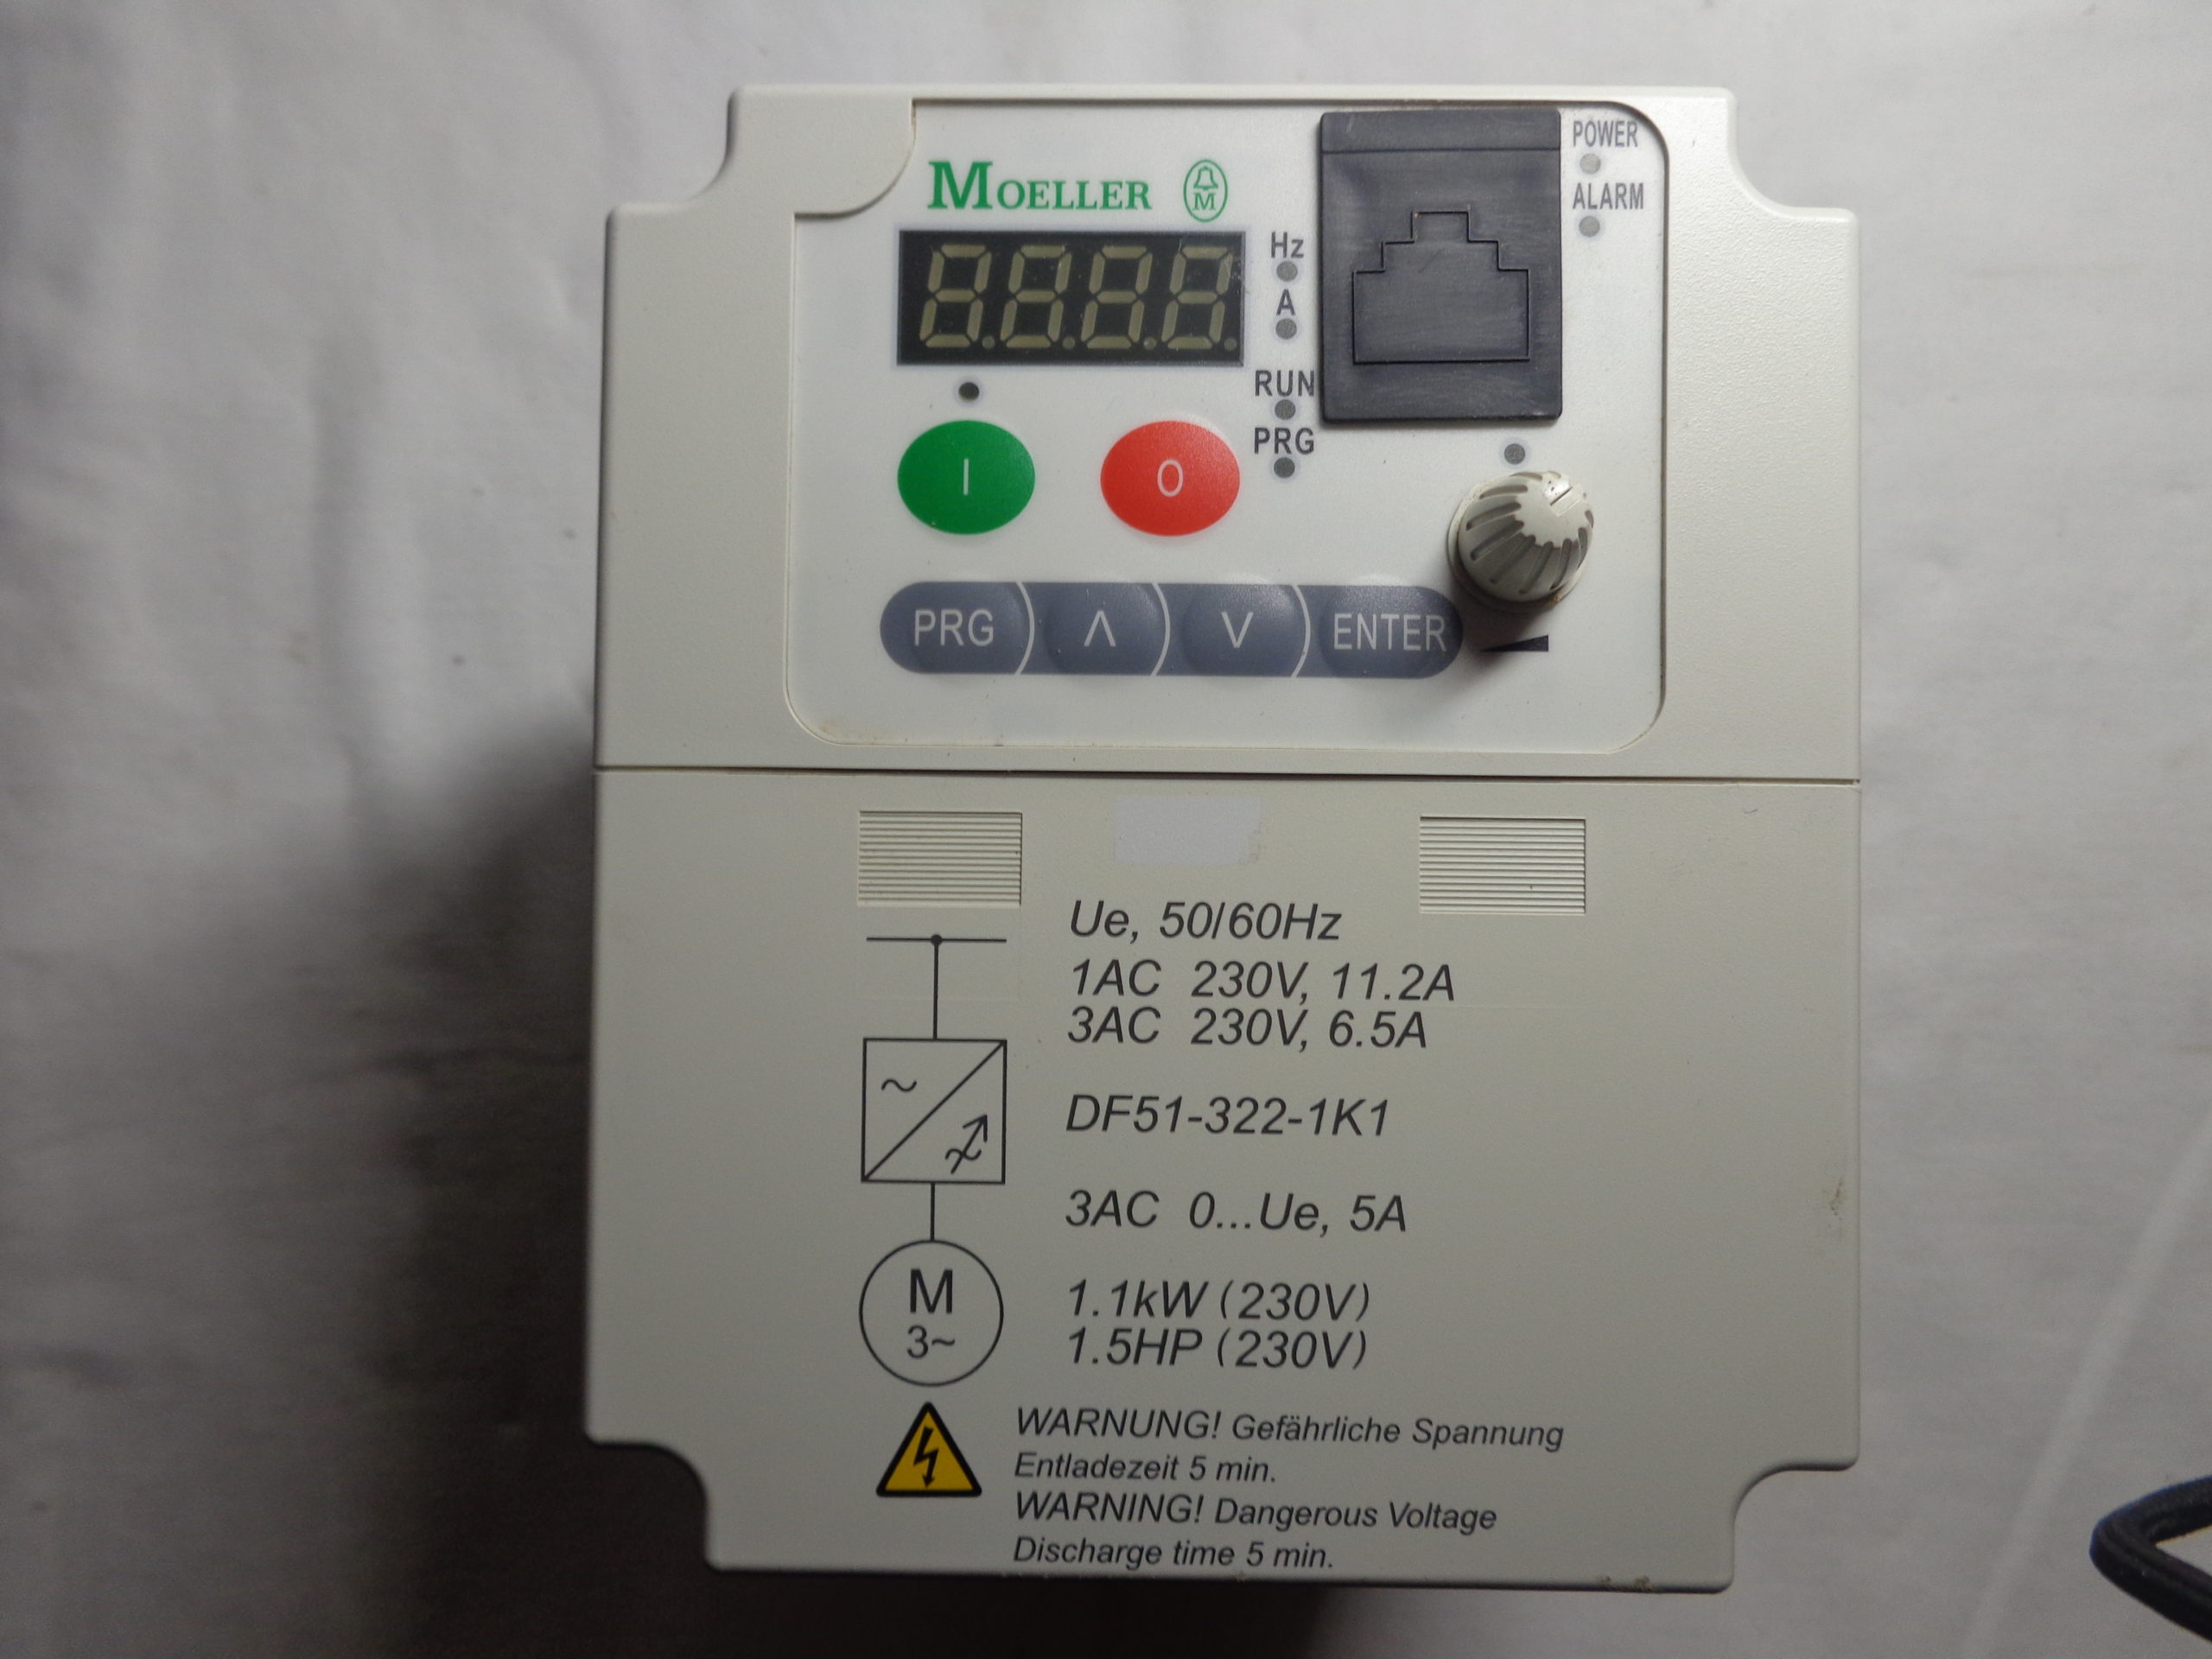 POWER
MOELLER
M
ALARM
Hz
A
RUN
PRG
I
O
PRG
ENTER
Ue, 50/60Hz
1AC 230V, 11.2A
3AC 230V, 6.5A
DF51-322-1K1
3AC 0...Ue, 5A
M
3~
1.1kW (230V)
1.5HP (230V)
WARNUNG! Gefährliche Spannung
Entladezeit 5 min.
WARNING! Dangerous Voltage
Discharge time 5 min.